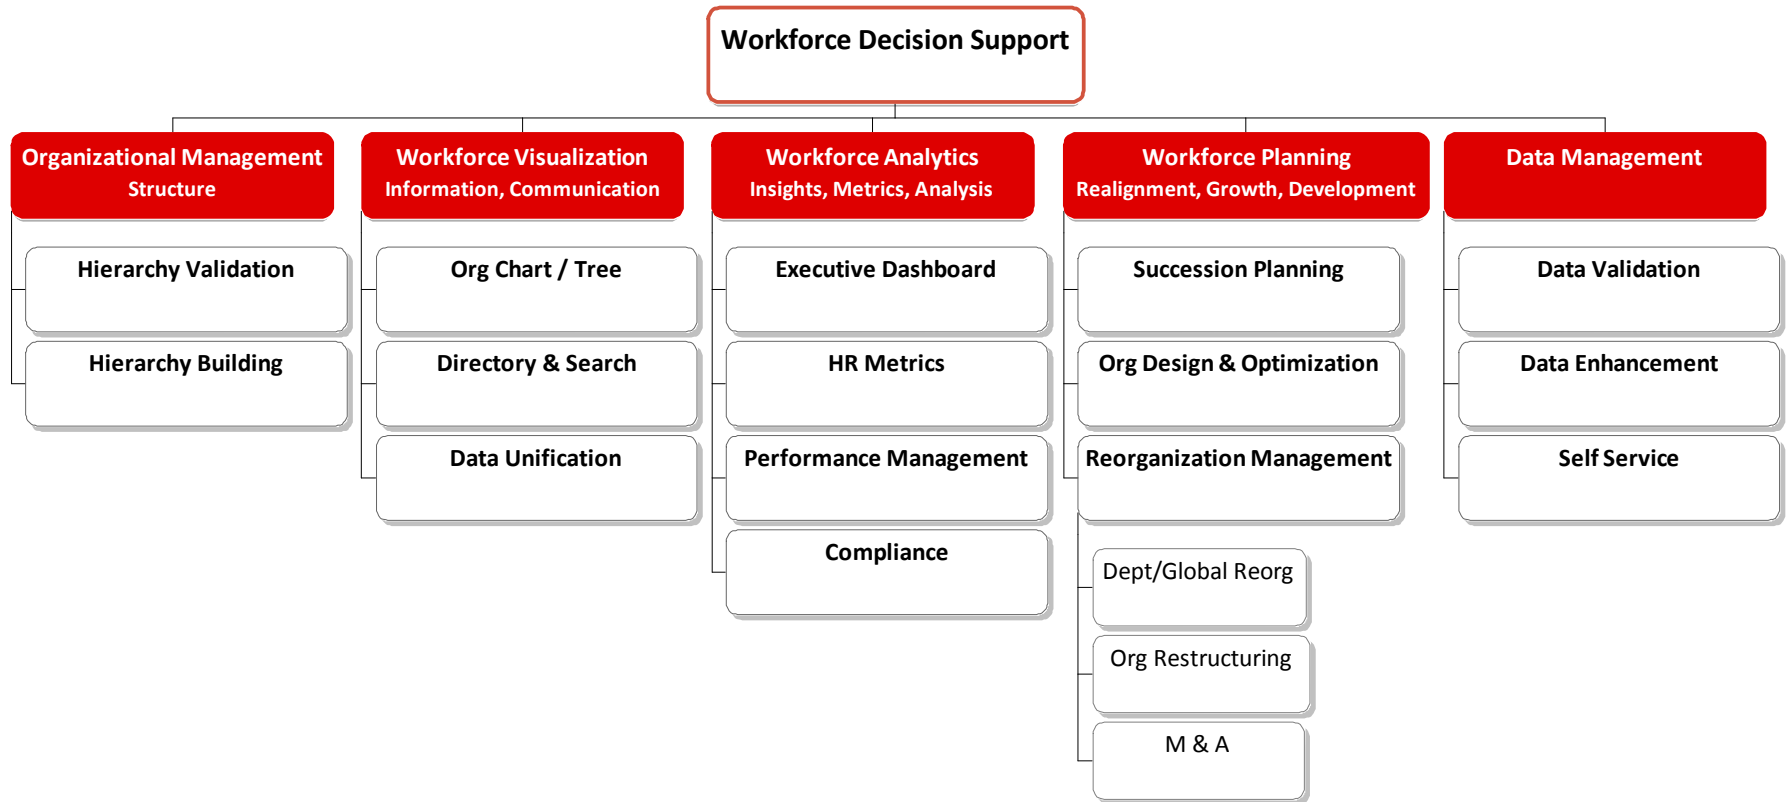 Workforce Decision Support
Organizational Management
Structure
Workforce Visualization
Information, Communication
Workforce Analytics
Insights, Metrics, Analysis
Workforce Planning
Realignment, Growth, Development
Data Management
Hierarchy Validation
Hierarchy Building
Org Chart / Tree
Directory & Search
Data Unification
Executive Dashboard
HR Metrics
Performance Management
Compliance
Succession Planning
Org Design & Optimization
Reorganization Management
Dept/Global Reorg
Org Restructuring
M & A
Data Validation
Data Enhancement
Self Service